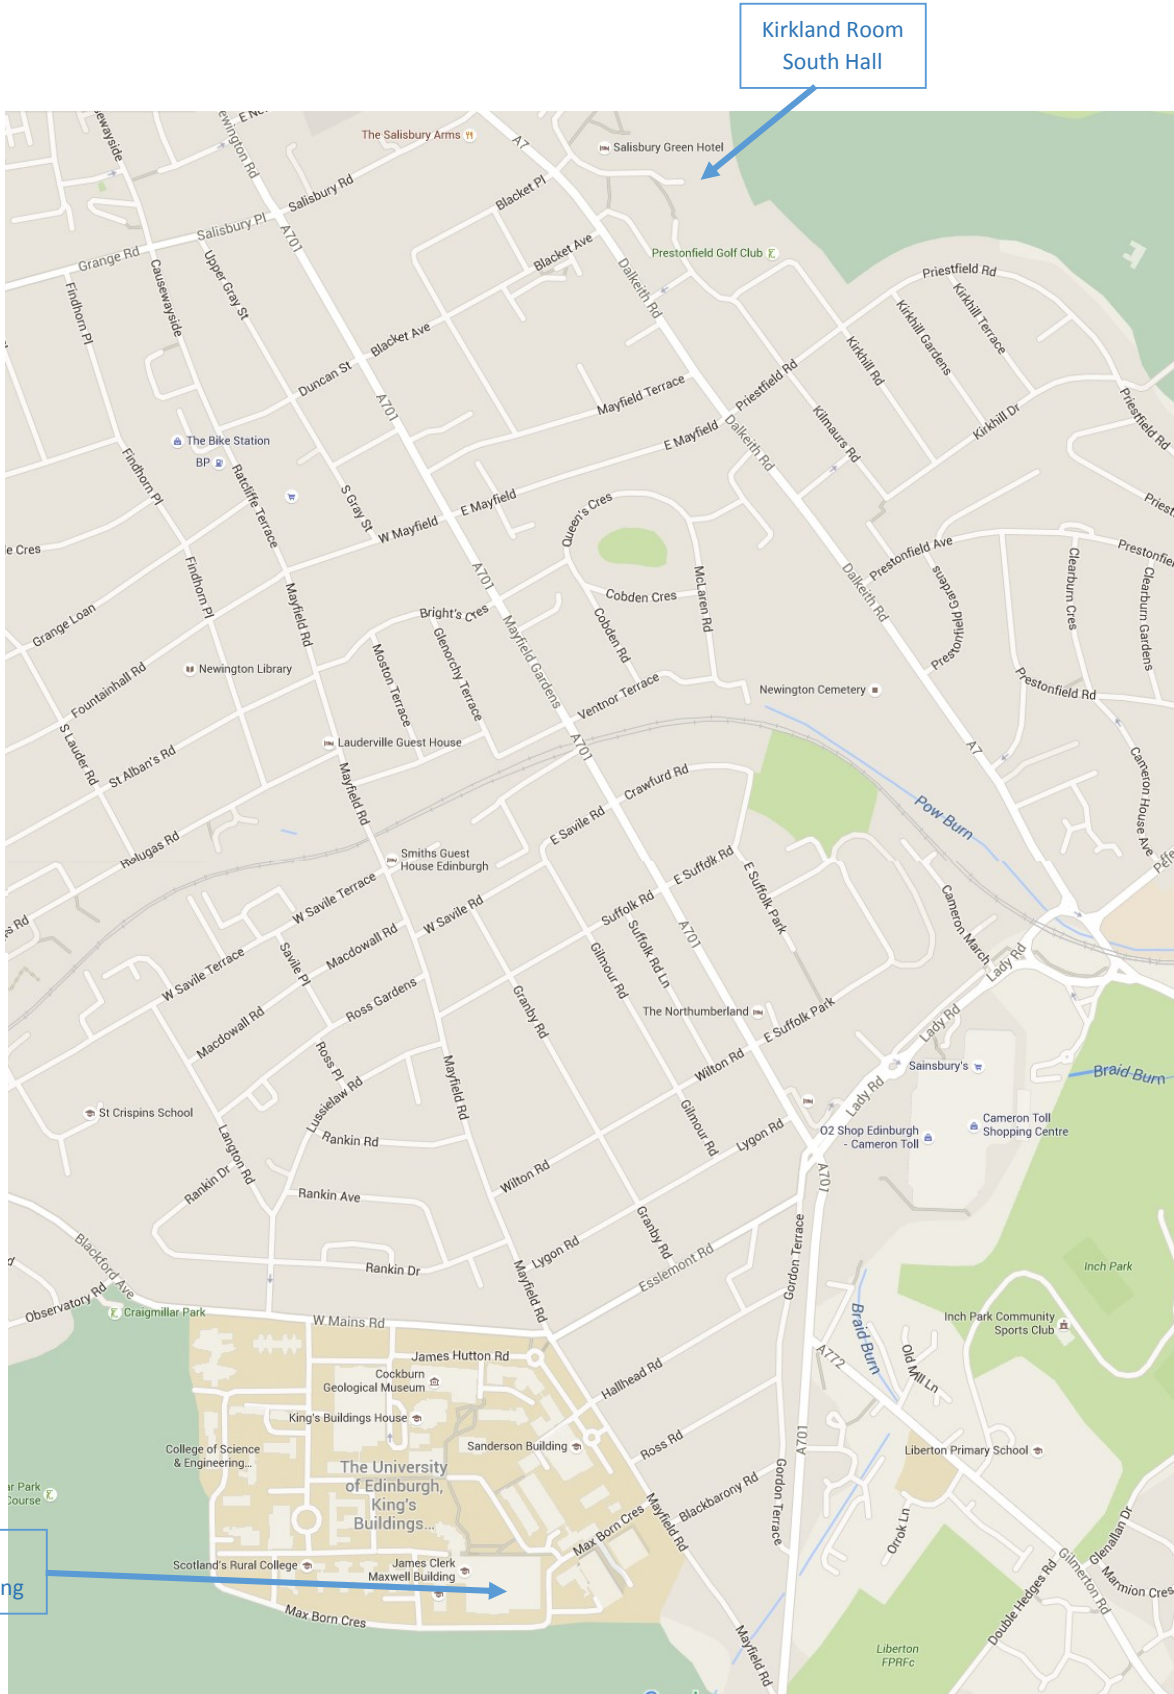 Kirkland Room
South Hall
The Salisbury Arms
A7
Salisbury Green Hotel
Salisbury Rd
Blacket Pl
Salisbury Pl
A701
Grange Rd
Causewayside
Upper Gray St
Findhorn Pl
Blacket Ave
Dalkeith Rd
Prestonfield Golf Club
Priestfield Rd
Kirkhill Terrace
Kirkhill Gardens
Kirkhill Rd
Blacket Ave
Duncan St
A701
Mayfield Terrace
Priestfield Rd
Kilmaurs Rd
Kirkhill Dr
Priestfield Rd
E Mayfield
Dalkeith Rd
The Bike Station
BP
Ratcliffe Terrace
Findhorn Pl
S Gray St
E Mayfield
W Mayfield
Queen's Cres
McLaren Rd
Cobden Cres
Cobden Rd
Prestonfield Ave
Prestonfield Gardens
Clearburn Cres
Clearburn Gardens
Dalkeith Rd
A701
Mayfield Gardens
Bright's Cres
Glenorchy Terrace
Moston Terrace
Mayfield Rd
Findhorn Pl
Grange Loan
Fountainhall Rd
Newington Library
S Lauder Rd
St Alban's Rd
Lauderville Guest House
Ventnor Terrace
Newington Cemetery
Prestonfield Rd
A7
Cameron House Ave
Pow Burn
A701
Mayfield Rd
Crawfurd Rd
E Savile Rd
Relugas Rd
Smiths Guest
House Edinburgh
W Savile Terrace
W Savile Rd
Suffolk Rd
E Suffolk Rd
E Suffolk Park
Cameron March
Lady Rd
Macdowall Rd
Savile Pl
W Savile Terrace
Ross Gardens
Macdowall Rd
Granby Rd
Gilmour Rd
Suffolk Rd Ln
A701
The Northumberland
E Suffolk Park
Lady Rd
Wilton Rd
Sainsbury's
Braid Burn
Lady Rd
Ross Pl
Lussielaw Rd
Mayfield Rd
St Crispins School
Langton Rd
Rankin Rd
Gilmour Rd
Lygon Rd
O2 Shop Edinburgh
- Cameron Toll
Cameron Toll
Shopping Centre
A701
Wilton Rd
Rankin Dr
Rankin Ave
Granby Rd
Lygon Rd
Esslemont Rd
Gordon Terrace
Blackford Ave
Rankin Dr
Mayfield Rd
Observatory Rd
Craigmillar Park
W Mains Rd
Inch Park
Inch Park Community
Sports Club
Braid Burn
Old Mill Ln
A772
James Hutton Rd
Cockburn
Geological Museum
Hallhead Rd
King's Buildings House
College of Science
& Engineering...
Sanderson Building
Ross Rd
A701
Liberton Primary School
The University
of Edinburgh,
King's
Buildings...
Blackbarony Rd
Gordon Terrace
Mayfield Rd
Max Born Cres
Orrok Ln
Glenallan Dr
Gilmerton Rd
Marmion Cres
Double Hedges Rd
Scotland's Rural College
James Clerk
Maxwell Building
Max Born Cres
Mayfield Rd
Liberton
FPRFc